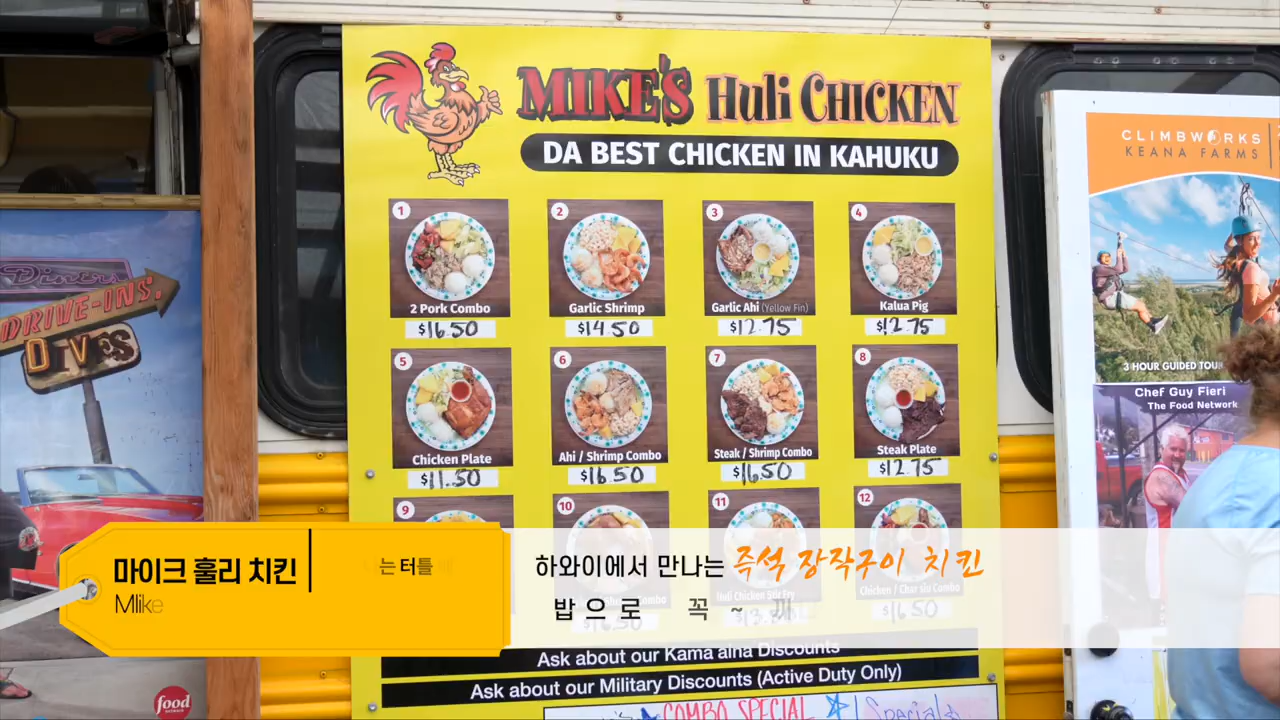 MIKE'S Huli CHICKEN
DA BEST CHICKEN IN KAHUKU
1
2 Pork Combo
$16.50
2
Garlic Shrimp
$14.50
3
Garlic Ahi (Yellow Fin)
$12.75
4
Kalua Pig
$12.75
5
Chicken Plate
$11.50
6
Ahi / Shrimp Combo
$16.50
7
Steak / Shrimp Combo
$16.50
8
Steak Plate
$12.75
9
10
11
Huli Chicken Stir Fry
12
Chicken / Char siu Combo
$16.50
Ask about our Kama'aina Discounts
Ask about our Military Discounts (Active Duty Only)
COMBO SPECIAL
Specials
Diner
DRIVE-INS.
DIVES
food
CLIMBWORKS
KEANA FARMS
3 HOUR GUIDED TOUR
Chef Guy Fieri
The Food Network
마이크 훌리 치킨
Mike
는 터틀
하와이에서 만나는 즉석 장작구이 치킨
밥으로 꼭~